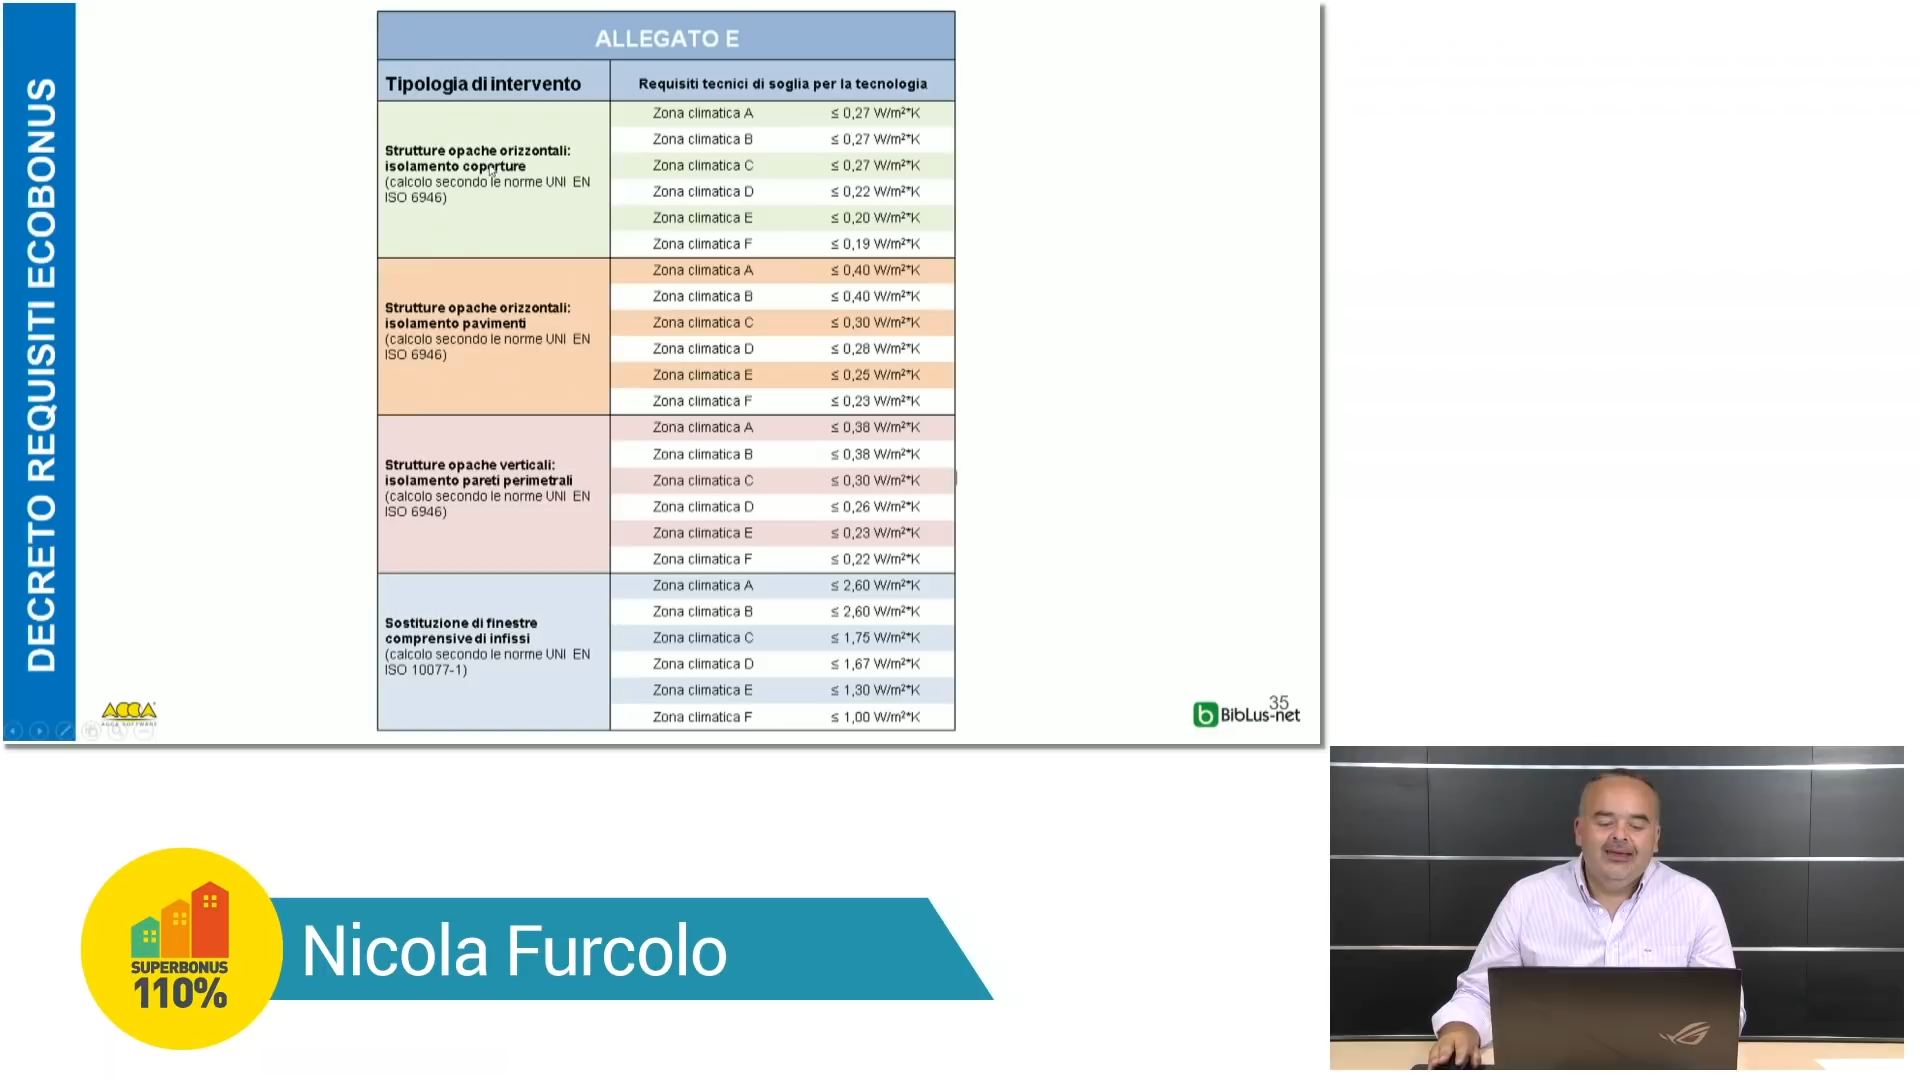 DECRETO REQUISITI ECOBONUS
ALLEGATO E
Tipologia di intervento
Requisiti tecnici di soglia per la tecnologia
Strutture opache orizzontali:
isolamento coperture
(calcolo secondo le norme UNI EN
ISO 6946)
Zona climatica A ≤ 0,27 W/m²*K
Zona climatica B ≤ 0,27 W/m²*K
Zona climatica C ≤ 0,27 W/m²*K
Zona climatica D ≤ 0,22 W/m²*K
Zona climatica E ≤ 0,20 W/m²*K
Zona climatica F ≤ 0,19 W/m²*K
Strutture opache orizzontali:
isolamento pavimenti
(calcolo secondo le norme UNI EN
ISO 6946)
Zona climatica A ≤ 0,40 W/m²*K
Zona climatica B ≤ 0,40 W/m²*K
Zona climatica C ≤ 0,30 W/m²*K
Zona climatica D ≤ 0,28 W/m²*K
Zona climatica E ≤ 0,25 W/m²*K
Zona climatica F ≤ 0,23 W/m²*K
Strutture opache verticali:
isolamento pareti perimetrali
(calcolo secondo le norme UNI EN
ISO 6946)
Zona climatica A ≤ 0,38 W/m²*K
Zona climatica B ≤ 0,38 W/m²*K
Zona climatica C ≤ 0,30 W/m²*K
Zona climatica D ≤ 0,26 W/m²*K
Zona climatica E ≤ 0,23 W/m²*K
Zona climatica F ≤ 0,22 W/m²*K
Sostituzione di finestre
comprensive di infissi
(calcolo secondo le norme UNI EN
ISO 10077-1)
Zona climatica A ≤ 2,60 W/m²*K
Zona climatica B ≤ 2,60 W/m²*K
Zona climatica C ≤ 1,75 W/m²*K
Zona climatica D ≤ 1,67 W/m²*K
Zona climatica E ≤ 1,30 W/m²*K
Zona climatica F ≤ 1,00 W/m²*K
ACCA
ACCA SOFTWARE
35
BibLus-net
SUPERBONUS
110%
Nicola Furcolo